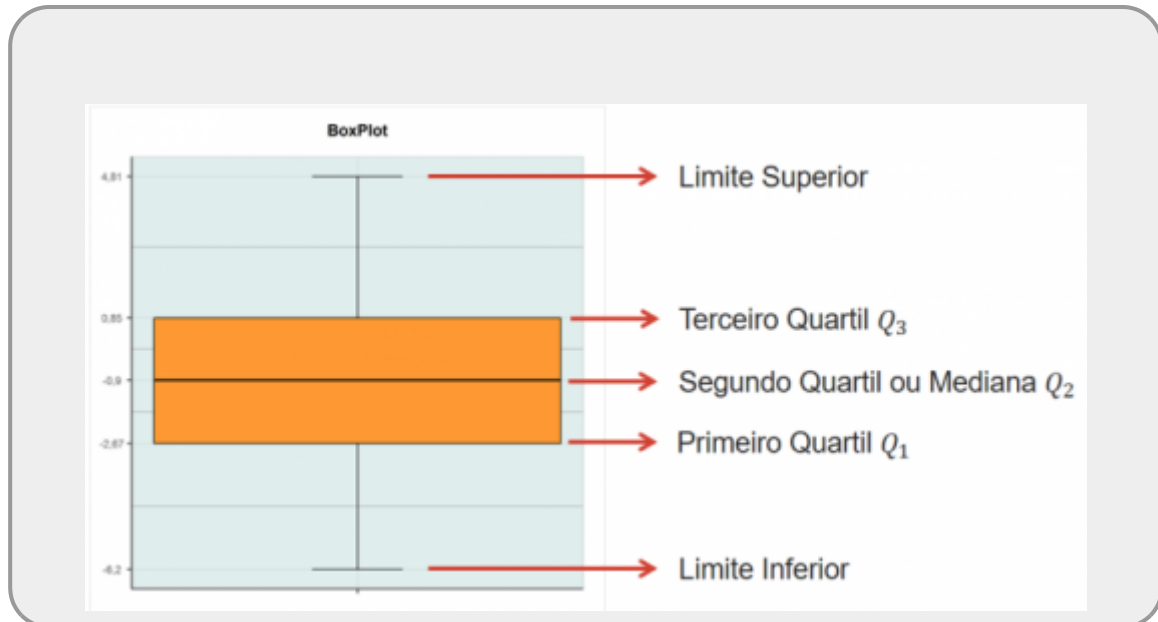 BoxPlot
4,81
Limite Superior
0,85
Terceiro Quartil Q₃
-0,9
Segundo Quartil ou Mediana Q₂
-2,67
Primeiro Quartil Q₁
-6,2
Limite Inferior